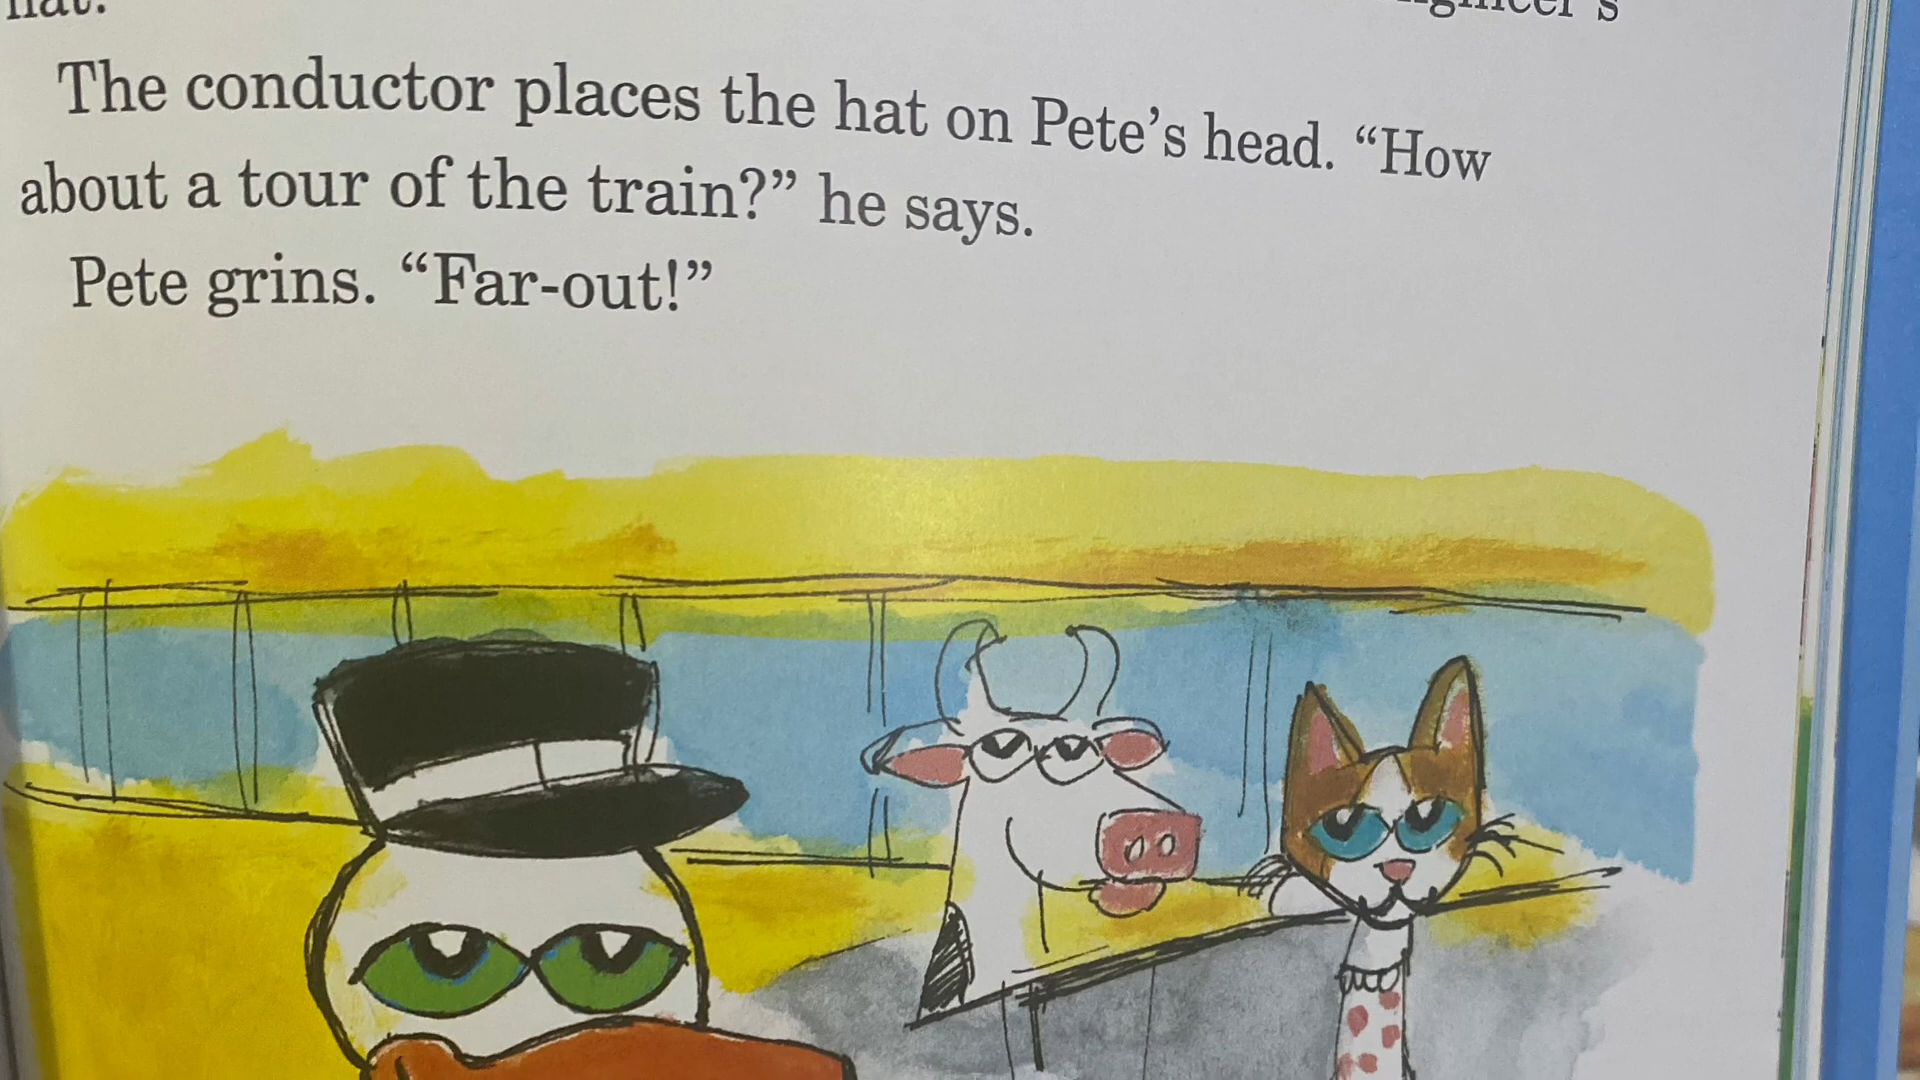 hat.
The conductor places the hat on Pete's head. “How
about a tour of the train?” he says.
Pete grins. “Far-out!”